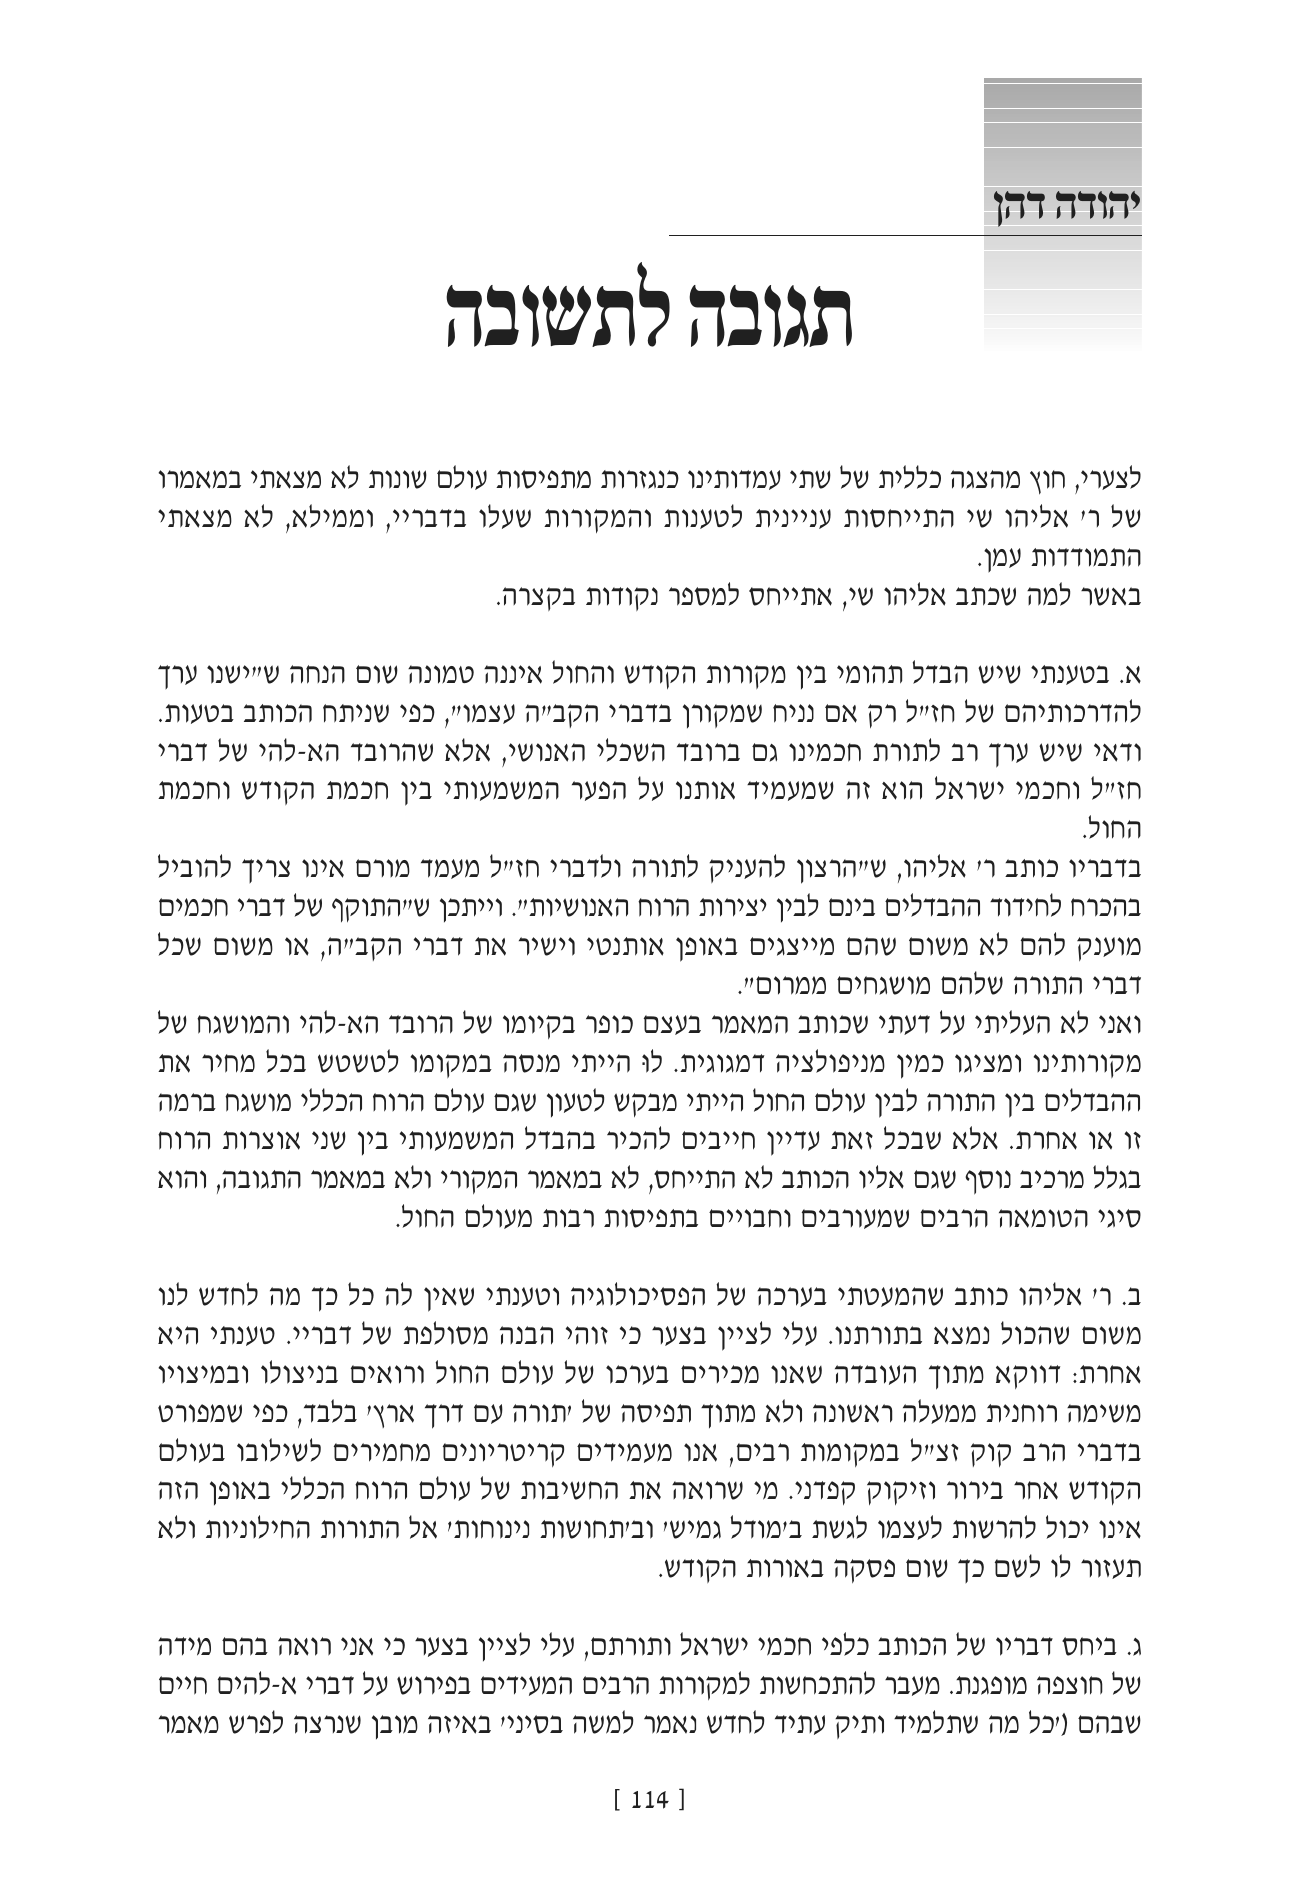 יהודה דהן
תגובה לתשובה
לצערי, חוץ מהצגה כללית של שתי עמדותינו כנגזרות מתפיסות עולם שונות לא מצאתי במאמרו
של ר׳ אליהו שי התייחסות עניינית לטענות והמקורות שעלו בדבריי, וממילא, לא מצאתי
התמודדות עמן.
באשר למה שכתב אליהו שי, אתייחס למספר נקודות בקצרה.
א. בטענתי שיש הבדל תהומי בין מקורות הקודש והחול איננה טמונה שום הנחה ש״ישנו ערך
להדרכותיהם של חז״ל רק אם נניח שמקורן בדברי הקב״ה עצמו״, כפי שניתח הכותב בטעות.
ודאי שיש ערך רב לתורת חכמינו גם ברובד השכלי האנושי, אלא שהרובד הא-להי של דברי
חז״ל וחכמי ישראל הוא זה שמעמיד אותנו על הפער המשמעותי בין חכמת הקודש וחכמת
החול.
בדבריו כותב ר׳ אליהו, ש״הרצון להעניק לתורה ולדברי חז״ל מעמד מורם אינו צריך להוביל
בהכרח לחידוד ההבדלים בינם לבין יצירות הרוח האנושיות״. וייתכן ש״התוקף של דברי חכמים
מוענק להם לא משום שהם מייצגים באופן אותנטי וישיר את דברי הקב״ה, או משום שכל
דברי התורה שלהם מושגחים ממרום״.
ואני לא העליתי על דעתי שכותב המאמר בעצם כופר בקיומו של הרובד הא-להי והמושגח של
מקורותינו ומציגו כמין מניפולציה דמגוגית. לוּ הייתי מנסה במקומו לטשטש בכל מחיר את
ההבדלים בין התורה לבין עולם החול הייתי מבקש לטעון שגם עולם הרוח הכללי מושגח ברמה
זו או אחרת. אלא שבכל זאת עדיין חייבים להכיר בהבדל המשמעותי בין שני אוצרות הרוח
בגלל מרכיב נוסף שגם אליו הכותב לא התייחס, לא במאמר המקורי ולא במאמר התגובה, והוא
סיגי הטומאה הרבים שמעורבים וחבויים בתפיסות רבות מעולם החול.
ב. ר׳ אליהו כותב שהמעטתי בערכה של הפסיכולוגיה וטענתי שאין לה כל כך מה לחדש לנו
משום שהכול נמצא בתורתנו. עלי לציין בצער כי זוהי הבנה מסולפת של דבריי. טענתי היא
אחרת: דווקא מתוך העובדה שאנו מכירים בערכו של עולם החול ורואים בניצולו ובמיצויו
משימה רוחנית ממעלה ראשונה ולא מתוך תפיסה של ׳תורה עם דרך ארץ׳ בלבד, כפי שמפורט
בדברי הרב קוק זצ״ל במקומות רבים, אנו מעמידים קריטריונים מחמירים לשילובו בעולם
הקודש אחר בירור וזיקוק קפדני. מי שרואה את החשיבות של עולם הרוח הכללי באופן הזה
אינו יכול להרשות לעצמו לגשת ב׳מודל גמיש׳ וב׳תחושות נינוחות׳ אל התורות החילוניות ולא
תעזור לו לשם כך שום פסקה באורות הקודש.
ג. ביחס דבריו של הכותב כלפי חכמי ישראל ותורתם, עלי לציין בצער כי אני רואה בהם מידה
של חוצפה מופגנת. מעבר להתכחשות למקורות הרבים המעידים בפירוש על דברי א-להים חיים
שבהם (׳כל מה שתלמיד ותיק עתיד לחדש נאמר למשה בסיני׳ באיזה מובן שנרצה לפרש מאמר
[ 114 ]